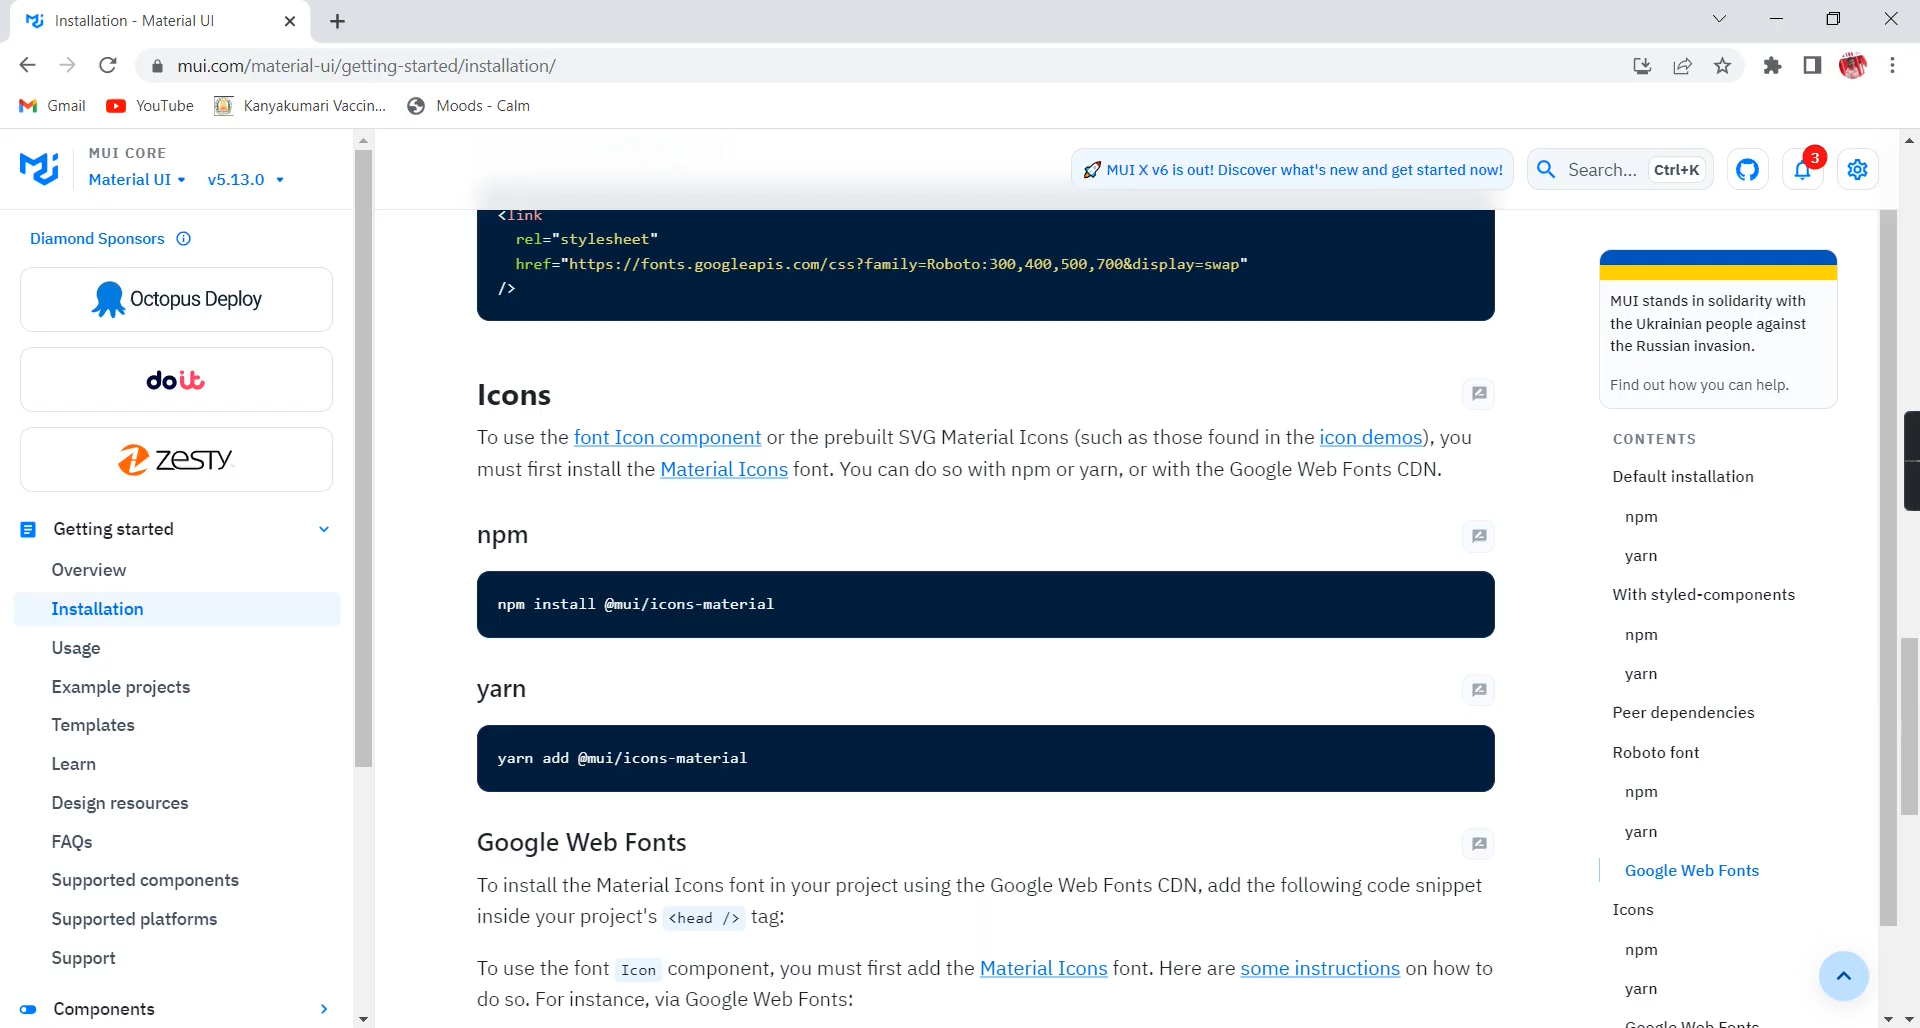 Installation - Material UI
mui.com/material-ui/getting-started/installation/
Gmail
YouTube
Kanyakumari Vaccin...
Moods - Calm
MUI CORE
Material UI
v5.13.0
MUI X v6 is out! Discover what's new and get started now!
Search...
Ctrl+K
3
Diamond Sponsors
Octopus Deploy
doit
ZESTY
Getting started
Overview
Installation
Usage
Example projects
Templates
Learn
Design resources
FAQs
Supported components
Supported platforms
Support
Components
<link
rel="stylesheet"
href="https://fonts.googleapis.com/css?family=Roboto:300,400,500,700&display=swap"
/>
Icons
To use the font Icon component or the prebuilt SVG Material Icons (such as those found in the icon demos), you
must first install the Material Icons font. You can do so with npm or yarn, or with the Google Web Fonts CDN.
npm
npm install @mui/icons-material
yarn
yarn add @mui/icons-material
Google Web Fonts
To install the Material Icons font in your project using the Google Web Fonts CDN, add the following code snippet
inside your project's <head /> tag:
To use the font Icon component, you must first add the Material Icons font. Here are some instructions on how to
do so. For instance, via Google Web Fonts:
MUI stands in solidarity with
the Ukrainian people against
the Russian invasion.
Find out how you can help.
CONTENTS
Default installation
npm
yarn
With styled-components
npm
yarn
Peer dependencies
Roboto font
npm
yarn
Google Web Fonts
Icons
npm
yarn
Google Web Fonts